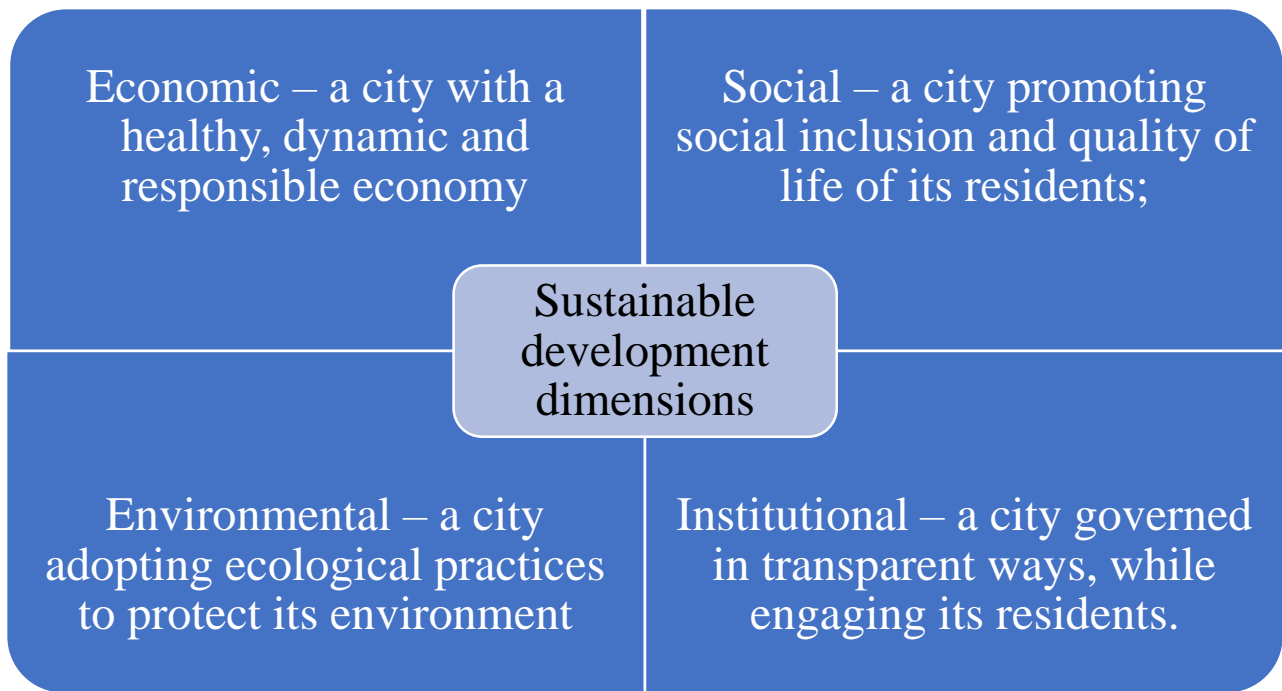 Economic – a city with a
healthy, dynamic and
responsible economy
Social – a city promoting
social inclusion and quality of
life of its residents;
Sustainable
development
dimensions
Environmental – a city
adopting ecological practices
to protect its environment
Institutional – a city governed
in transparent ways, while
engaging its residents.